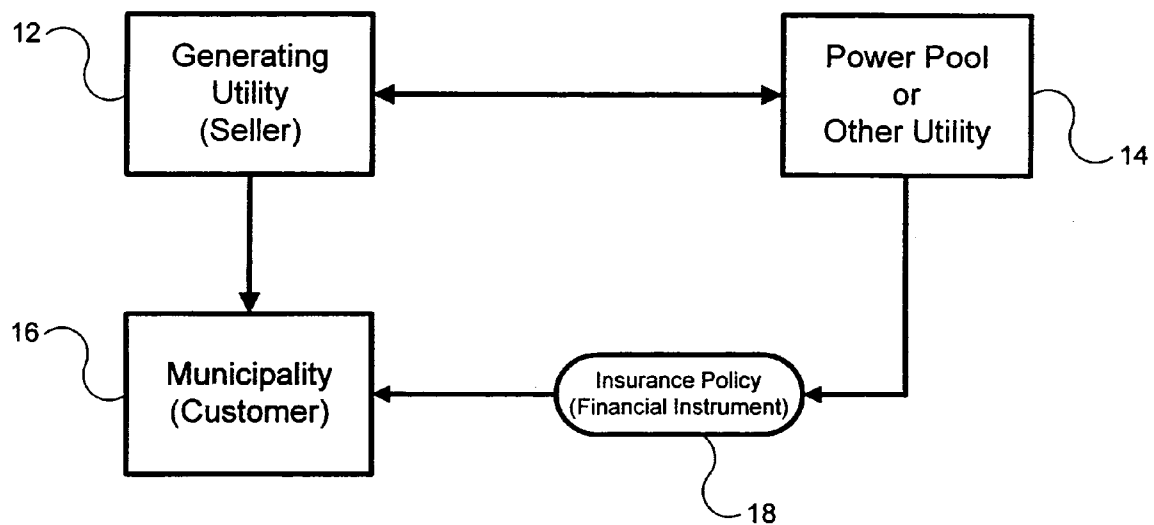 12
Generating
Utility
(Seller)
Power Pool
or
Other Utility
14
16
Municipality
(Customer)
Insurance Policy
(Financial Instrument)
18